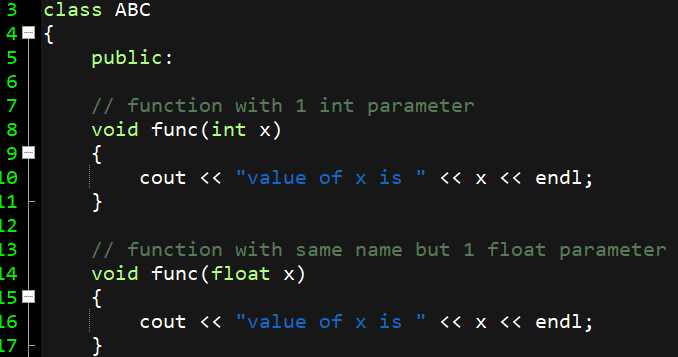 3 class ABC
4 {
5     public:
6
7     // function with 1 int parameter
8     void func(int x)
9     {
10         cout << "value of x is " << x << endl;
11     }
12
13     // function with same name but 1 float parameter
14     void func(float x)
15     {
16         cout << "value of x is " << x << endl;
17     }